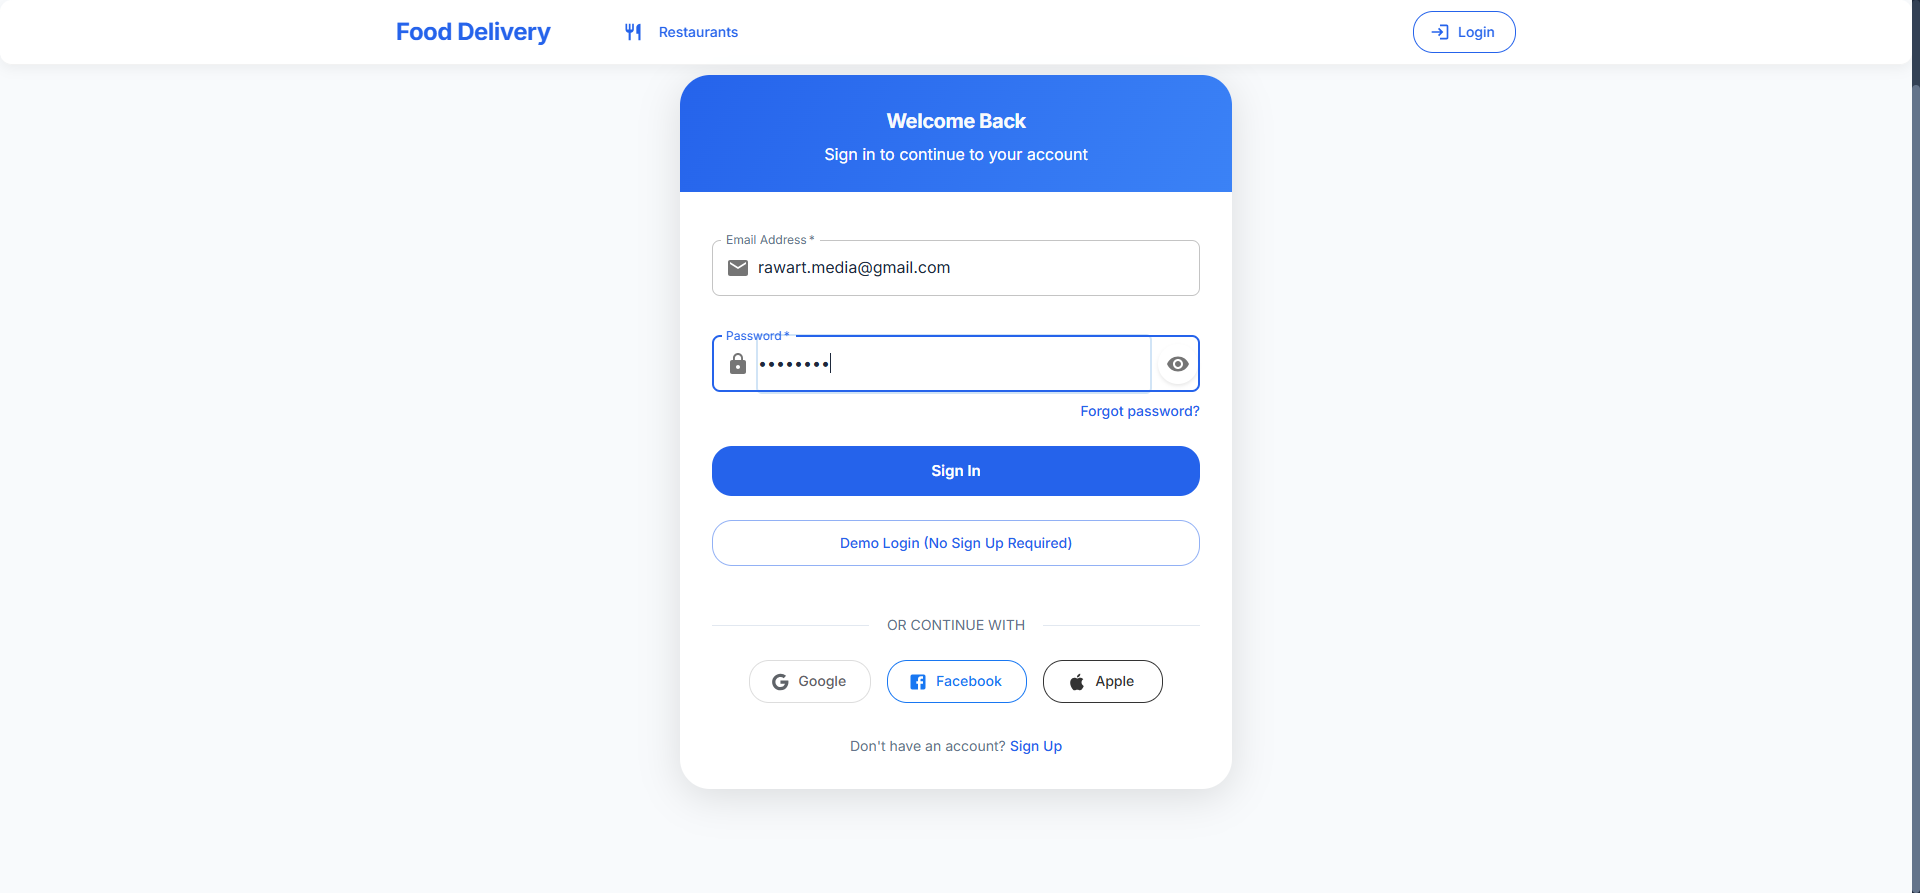 Food Delivery
Restaurants
Login
Welcome Back
Sign in to continue to your account
Email Address *
rawart.media@gmail.com
Password *
••••••••
Forgot password?
Sign In
Demo Login (No Sign Up Required)
OR CONTINUE WITH
Google
Facebook
Apple
Don't have an account? Sign Up